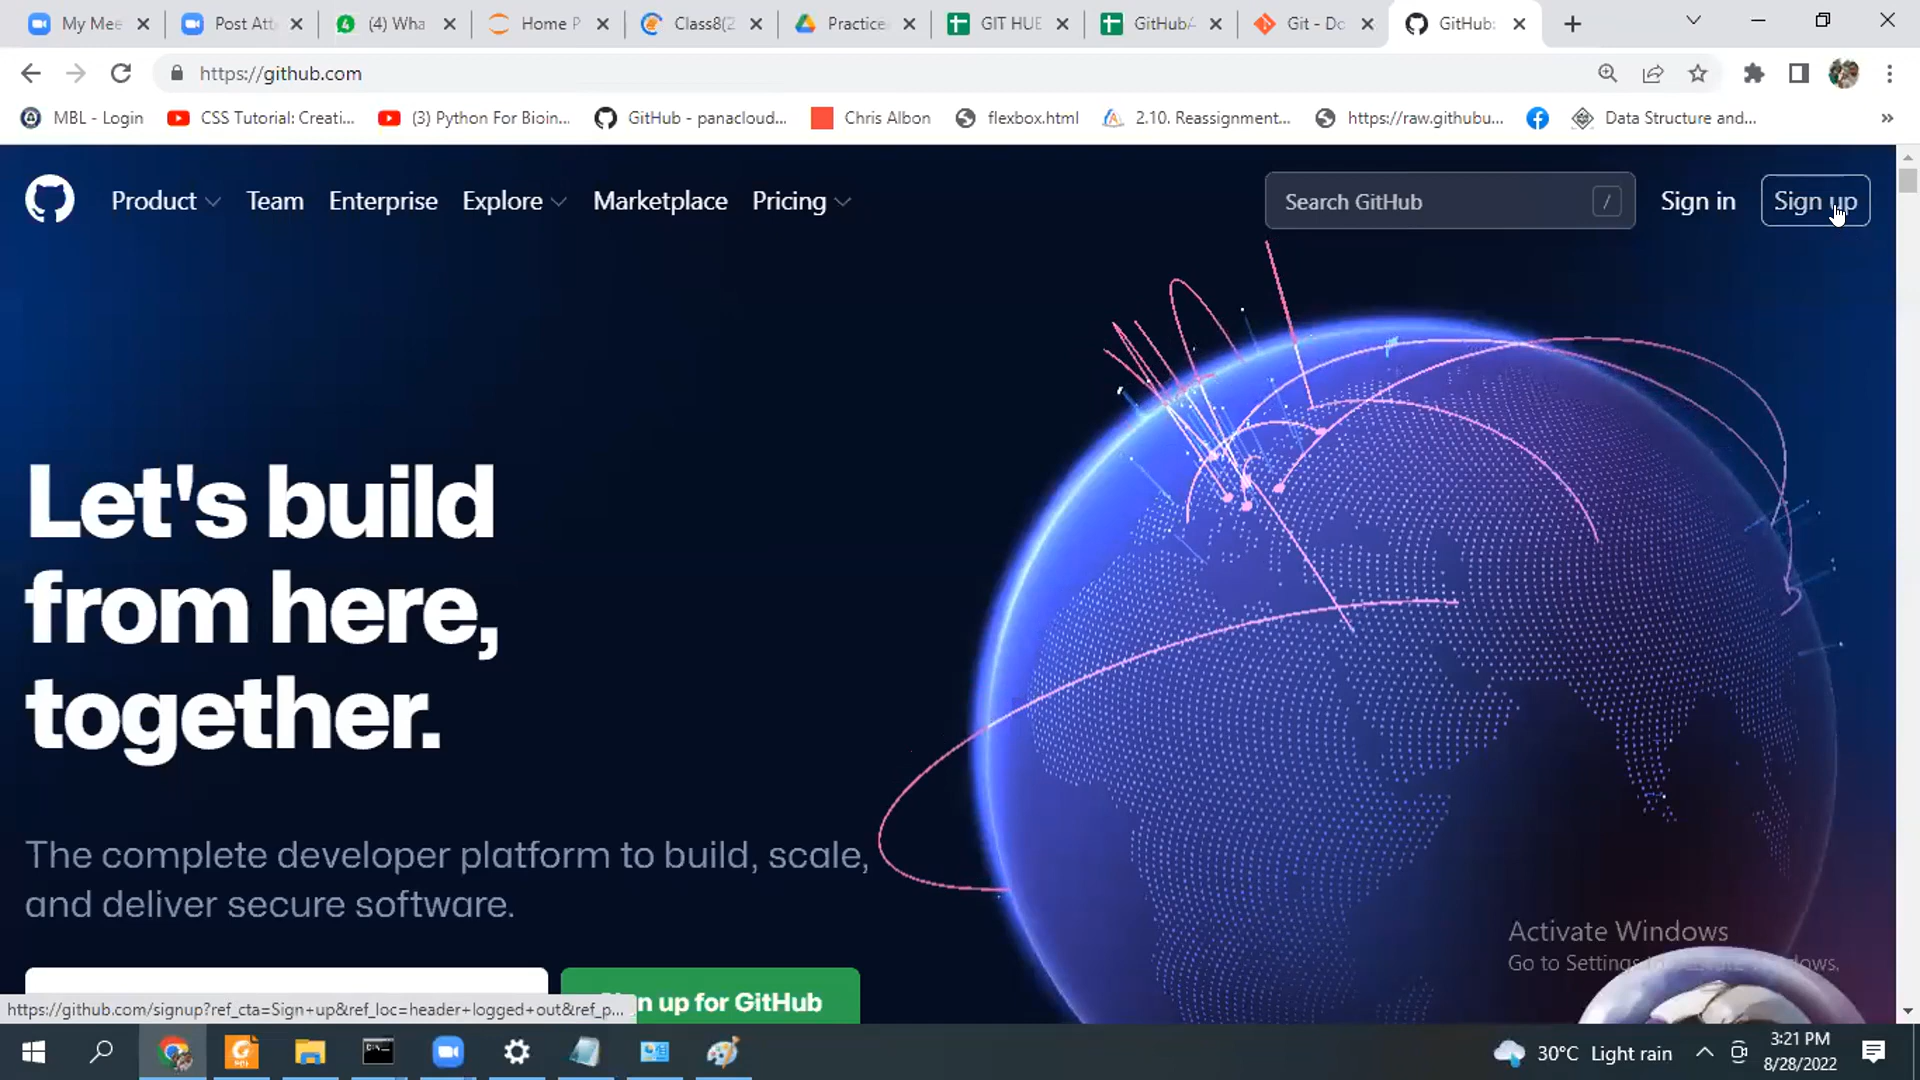 My Mee
Post Atte
(4) Wha
Home P
Class8(2
Practice
GIT HUB
GitHub/
Git - Do
GitHub:
https://github.com
MBL - Login
CSS Tutorial: Creati...
(3) Python For Bioin...
GitHub - panacloud...
Chris Albon
flexbox.html
2.10. Reassignment...
https://raw.githubu...
Data Structure and...
»
Product
Team
Enterprise
Explore
Marketplace
Pricing
Search GitHub
/
Sign in
Sign up
Let's build
from here,
together.
The complete developer platform to build, scale,
and deliver secure software.
Activate Windows
Go to Settings
up for GitHub
https://github.com/signup?ref_cta=Sign+up&ref_loc=header+logged+out&ref_p...
30°C Light rain
3:21 PM
8/28/2022